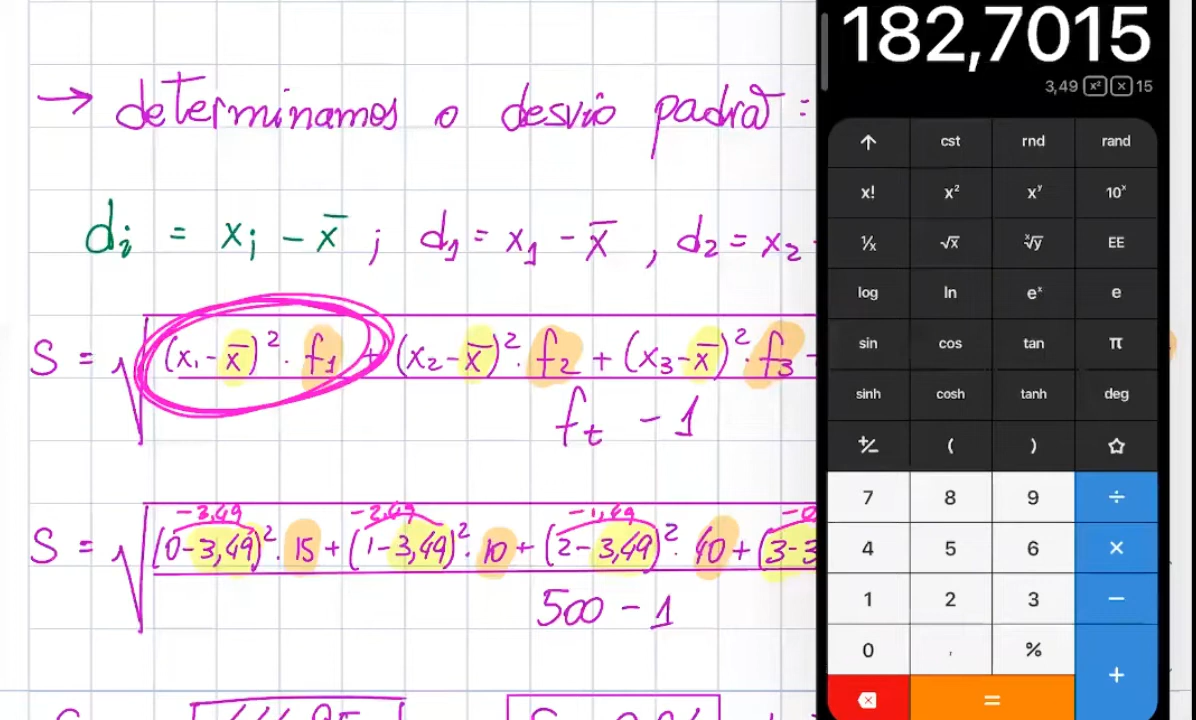 → determinamos o desvio padrão :
di = xi - x̄ ; d1 = x1 - x̄ , d2 = x2 -
S = √ (x1 - x̄)² . f1 + (x2 - x̄)² . f2 + (x3 - x̄)² . f3
ft - 1
-3,49 -2,49 -1,49
S = √ (0-3,49)² . 15 + (1-3,49)² . 10 + (2-3,49)² . 40 + (3-3
500 - 1
182,7015
3,49 x² × 15
↑ cst rnd rand
x! x² xʸ 10ˣ
¹/x √x ˣ√y EE
log ln eˣ e
sin cos tan π
sinh cosh tanh deg
+/- ( ) ☆
7 8 9 ÷
4 5 6 ×
1 2 3 −
0 , % +
=